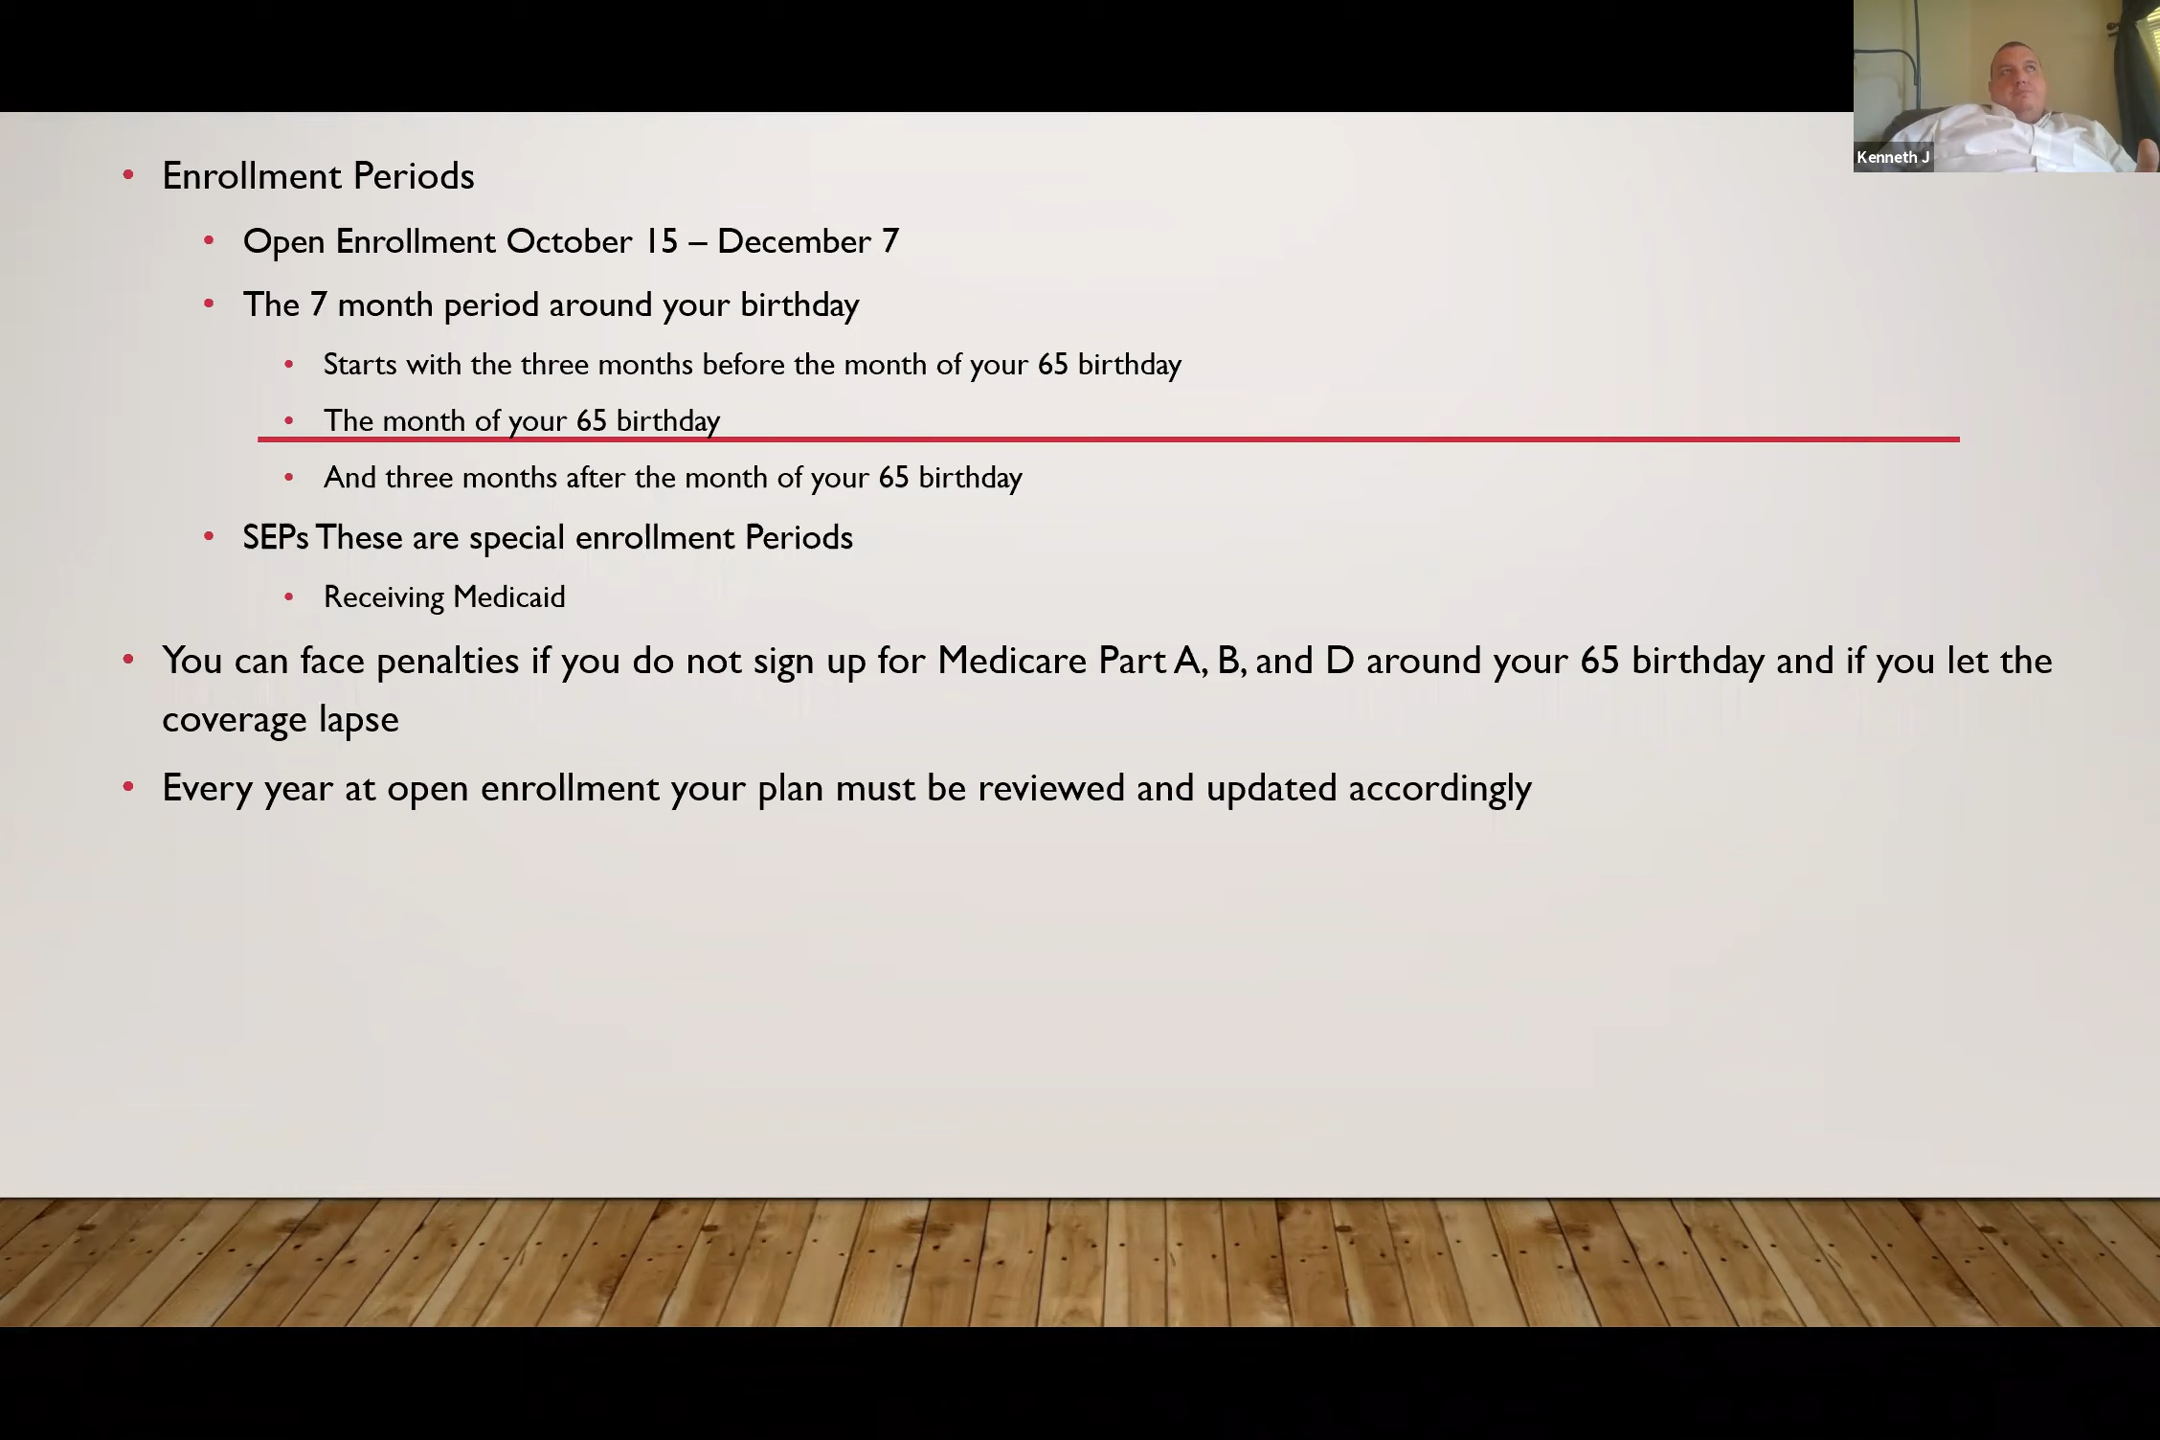 Kenneth J
Enrollment Periods
Open Enrollment October 15 – December 7
The 7 month period around your birthday
Starts with the three months before the month of your 65 birthday
The month of your 65 birthday
And three months after the month of your 65 birthday
SEPs These are special enrollment Periods
Receiving Medicaid
You can face penalties if you do not sign up for Medicare Part A, B, and D around your 65 birthday and if you let the
coverage lapse
Every year at open enrollment your plan must be reviewed and updated accordingly